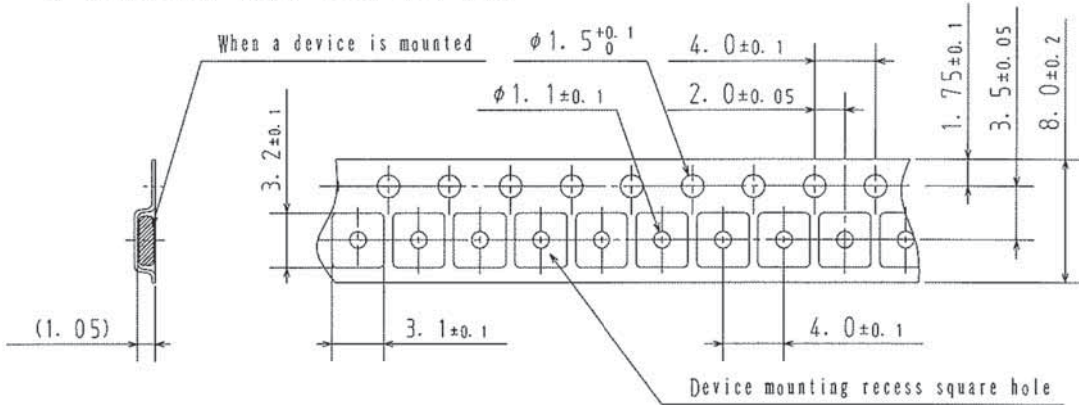 When a device is mounted
φ1. 5 +0. 1 0
4. 0±0. 1
φ1. 1±0. 1
2. 0±0. 05
1. 75±0. 1
3. 5±0. 05
8. 0±0. 2
3. 2±0. 1
(1. 05)
3. 1±0. 1
4. 0±0. 1
Device mounting recess square hole